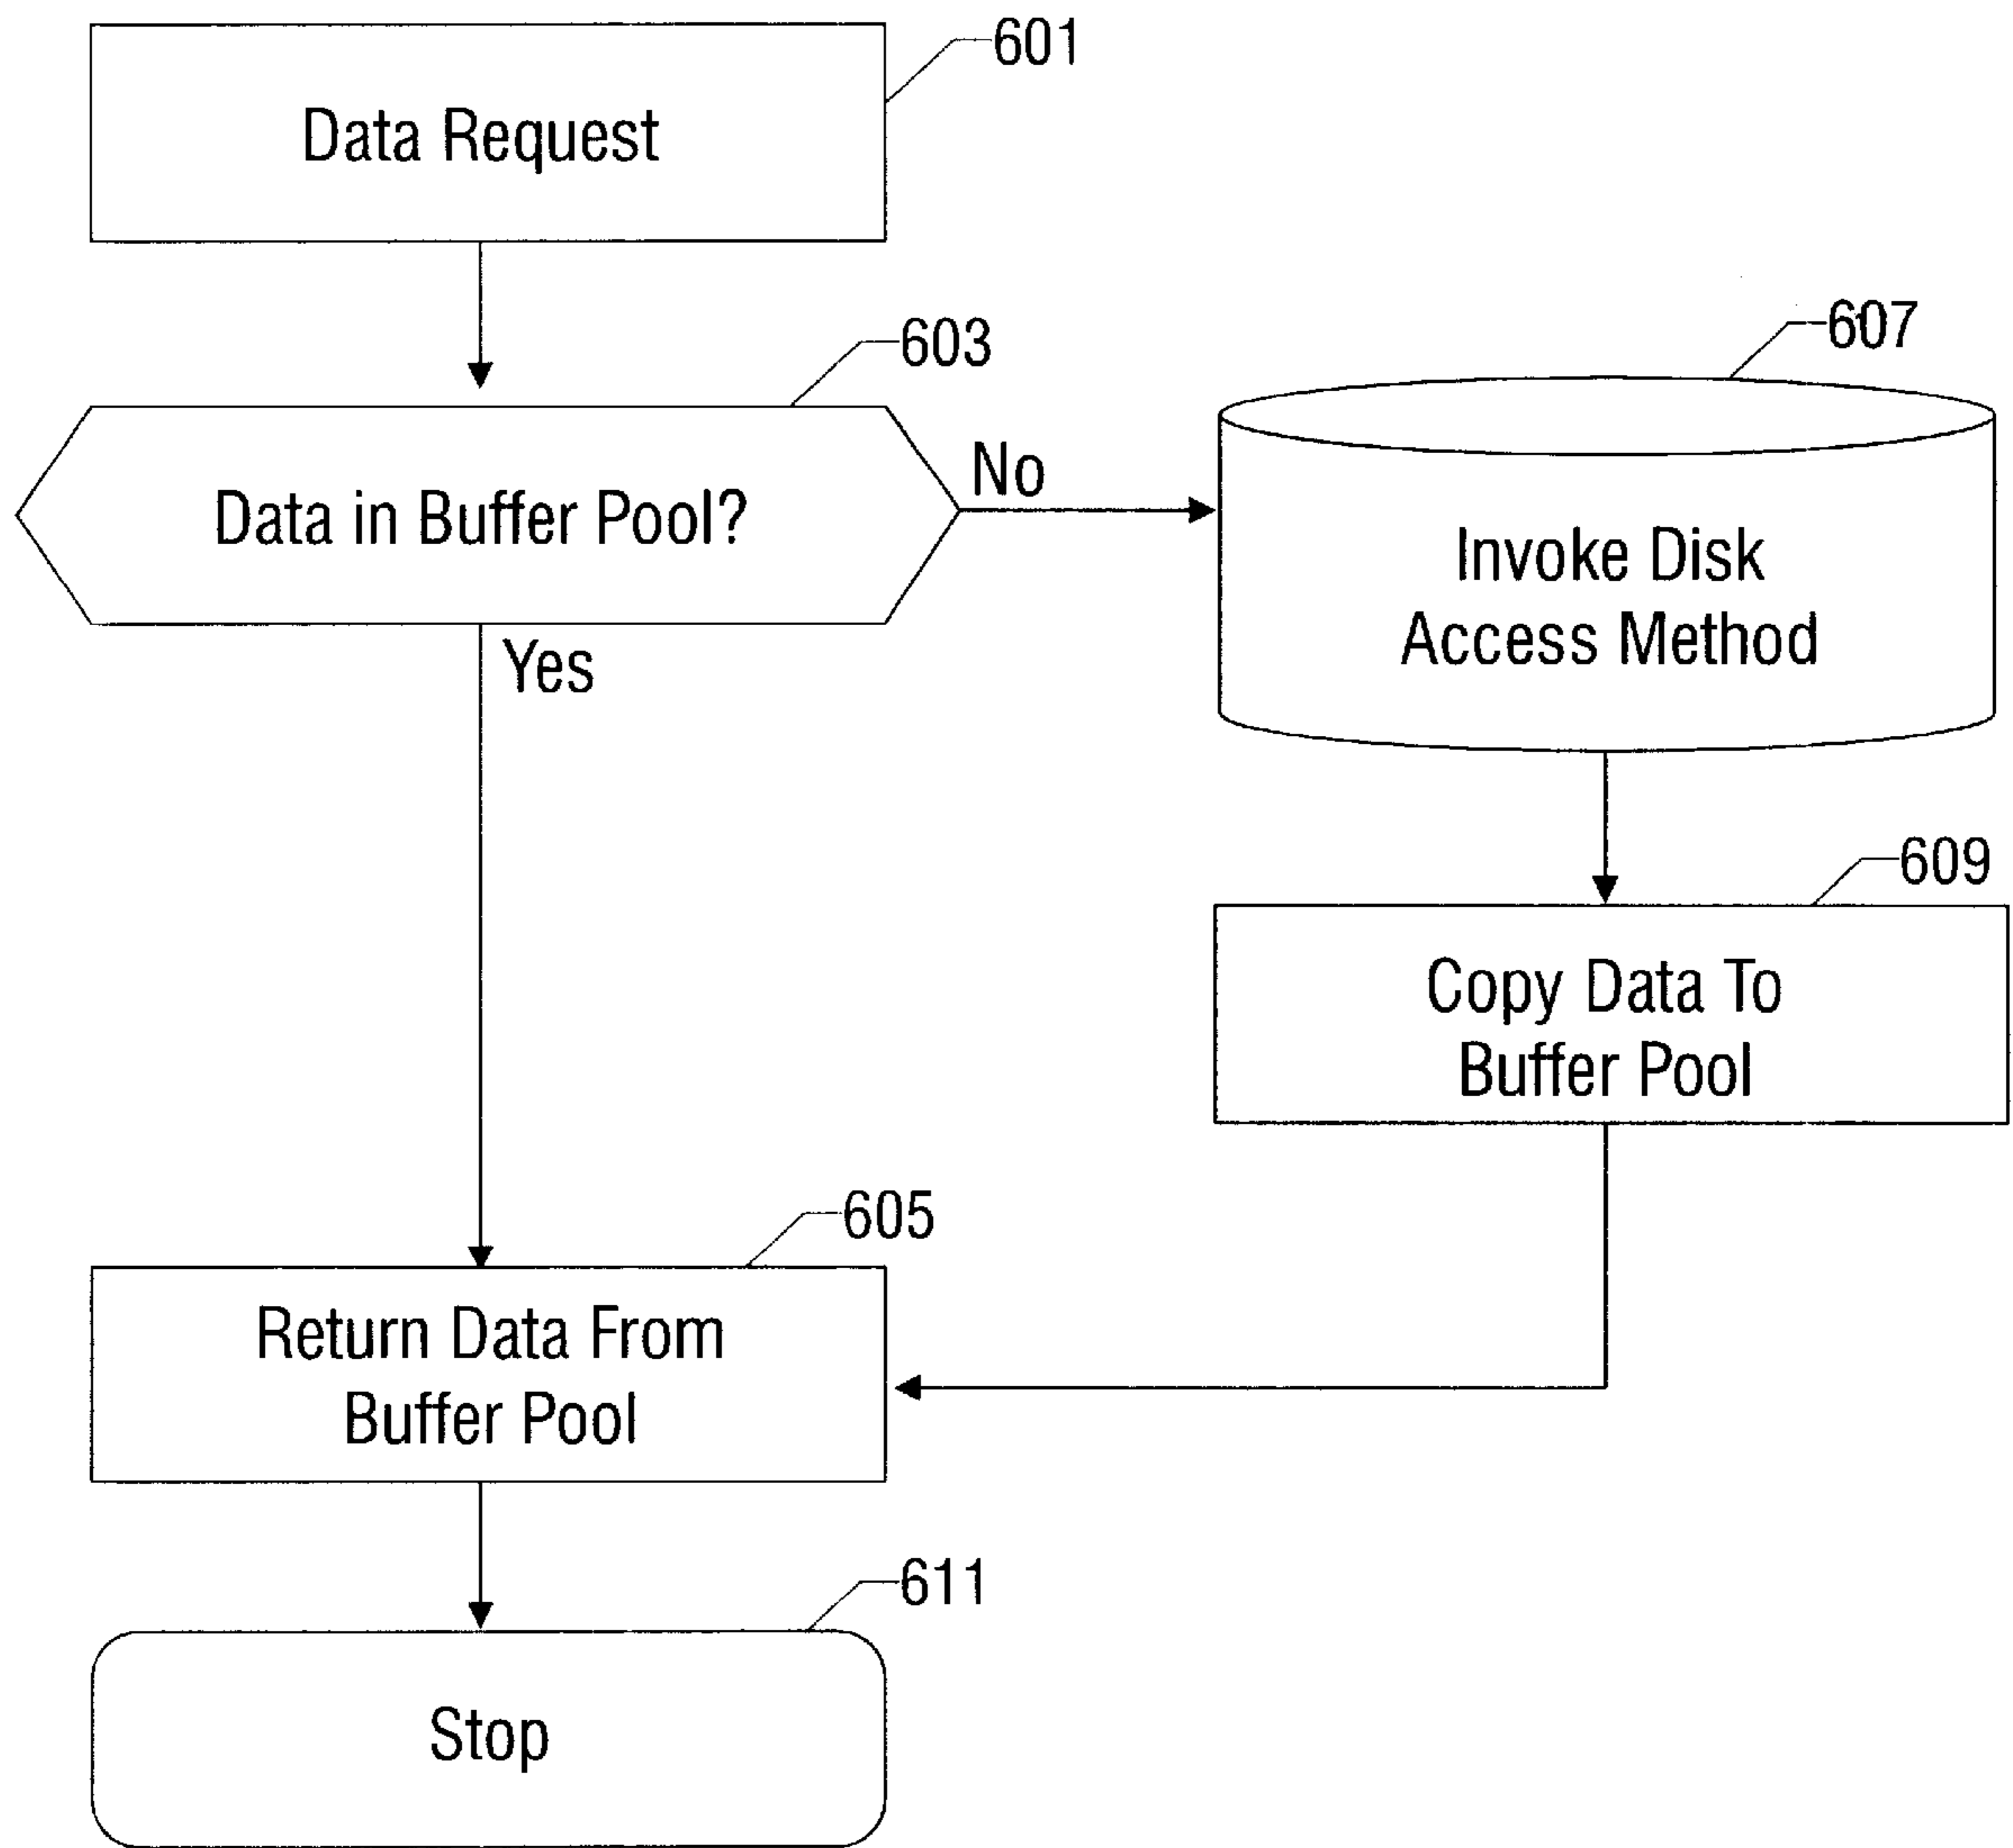 601
Data Request
603
607
Data in Buffer Pool?
No
Invoke Disk
Access Method
Yes
609
Copy Data To
Buffer Pool
605
Return Data From
Buffer Pool
611
Stop